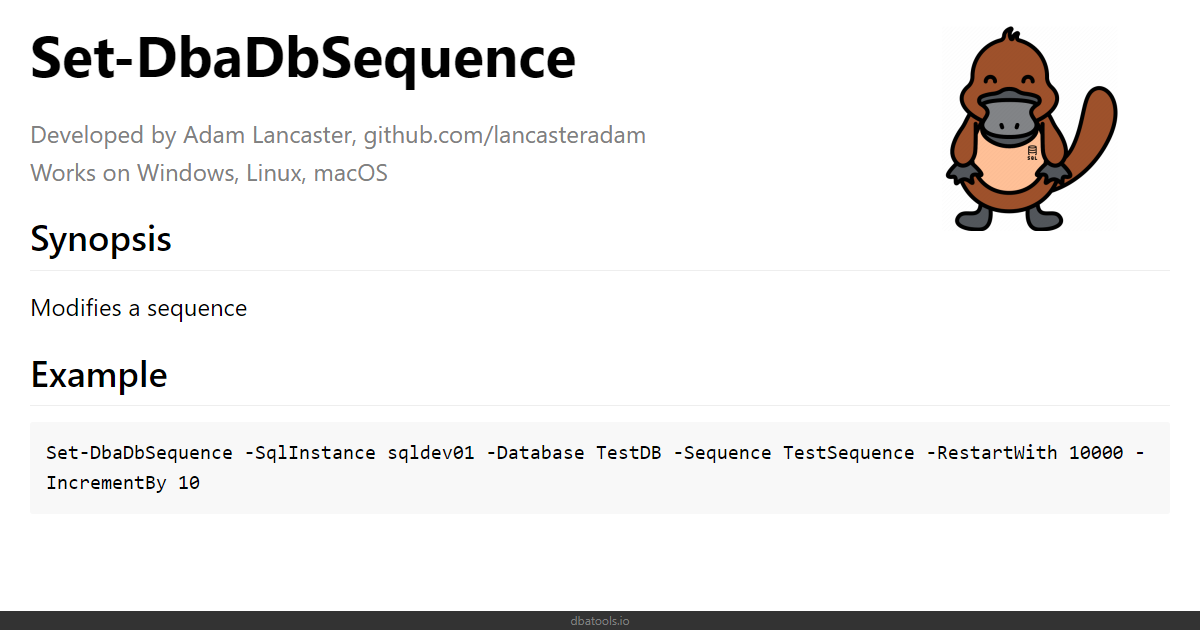 Set-DbaDbSequence
Developed by Adam Lancaster, github.com/lancasteradam
Works on Windows, Linux, macOS
SQL
Synopsis
Modifies a sequence
Example
Set-DbaDbSequence -SqlInstance sqldev01 -Database TestDB -Sequence TestSequence -RestartWith 10000 -
IncrementBy 10
dbatools.io